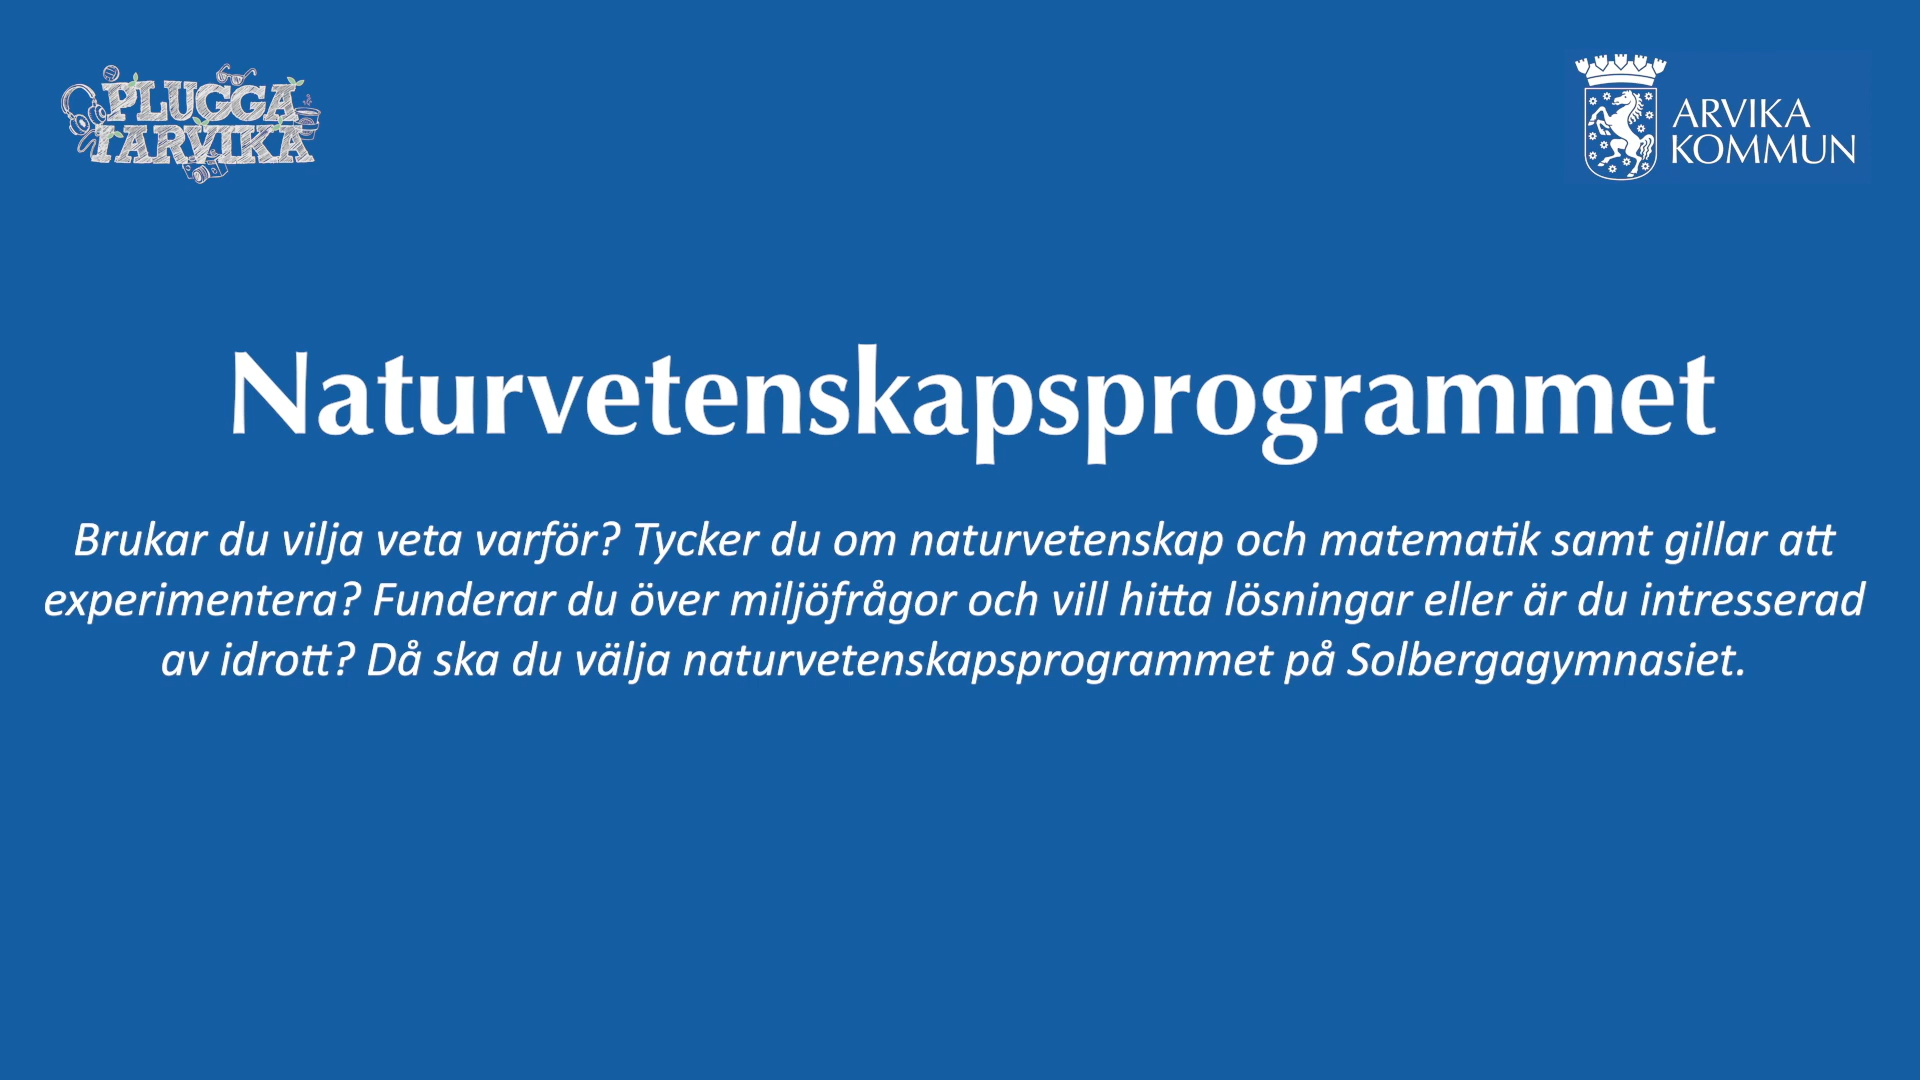 PLUGGA
I ARVIKA
ARVIKA
KOMMUN
Naturvetenskapsprogrammet
Brukar du vilja veta varför? Tycker du om naturvetenskap och matematik samt gillar att
experimentera? Funderar du över miljöfrågor och vill hitta lösningar eller är du intresserad
av idrott? Då ska du välja naturvetenskapsprogrammet på Solbergagymnasiet.